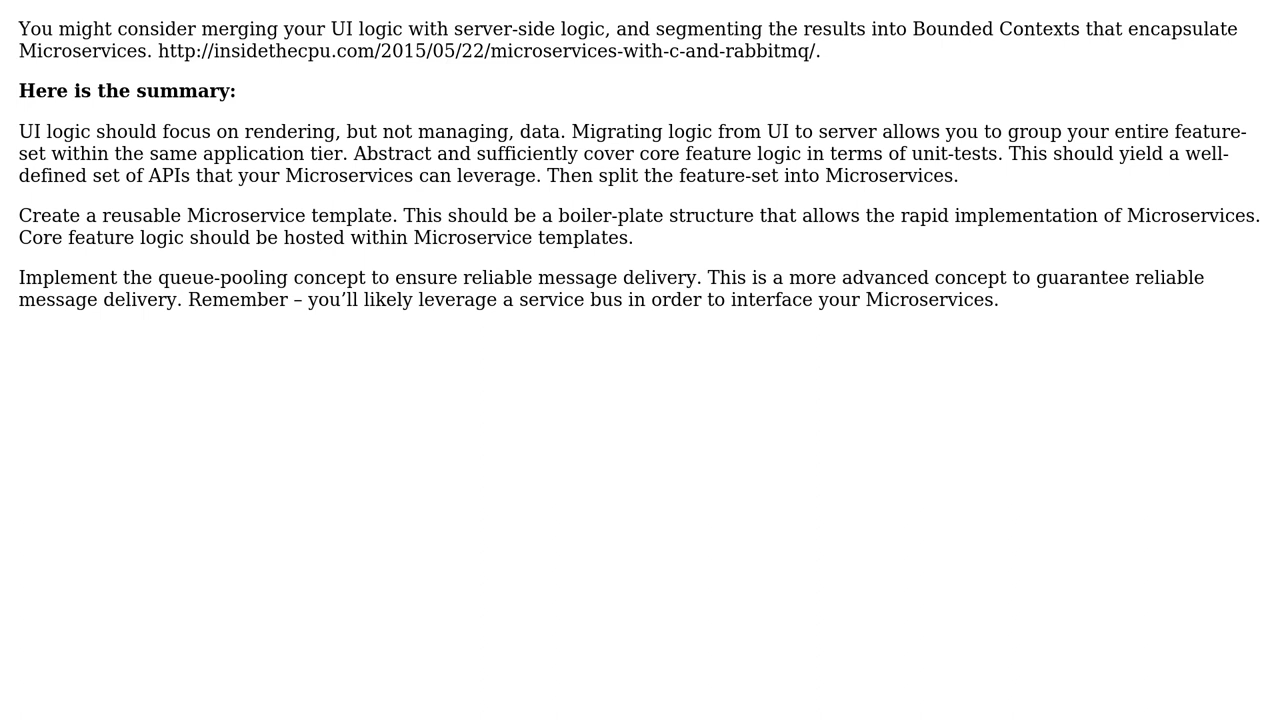 You might consider merging your UI logic with server-side logic, and segmenting the results into Bounded Contexts that encapsulate
Microservices. http://insidethecpu.com/2015/05/22/microservices-with-c-and-rabbitmq/.
Here is the summary:
UI logic should focus on rendering, but not managing, data. Migrating logic from UI to server allows you to group your entire feature-
set within the same application tier. Abstract and sufficiently cover core feature logic in terms of unit-tests. This should yield a well-
defined set of APIs that your Microservices can leverage. Then split the feature-set into Microservices.
Create a reusable Microservice template. This should be a boiler-plate structure that allows the rapid implementation of Microservices.
Core feature logic should be hosted within Microservice templates.
Implement the queue-pooling concept to ensure reliable message delivery. This is a more advanced concept to guarantee reliable
message delivery. Remember – you’ll likely leverage a service bus in order to interface your Microservices.